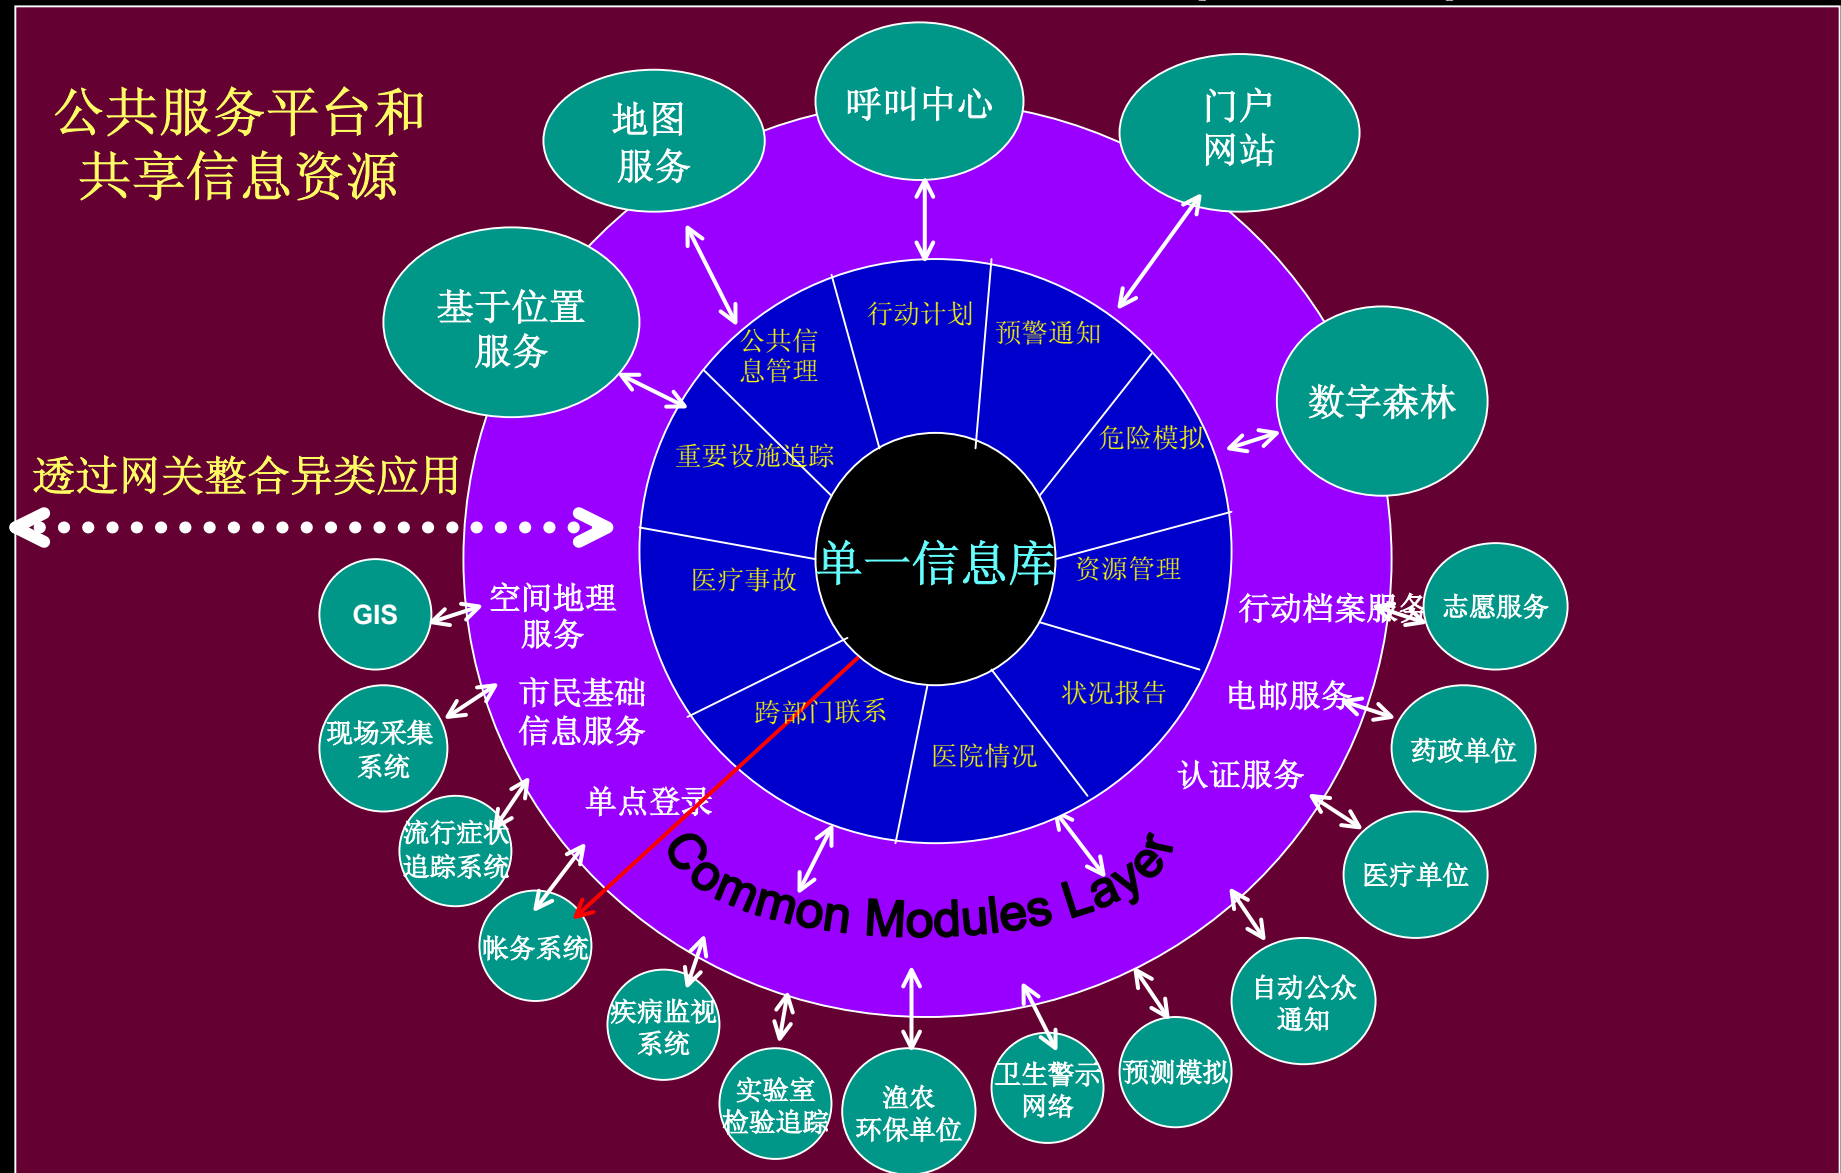 公共服务平台和
共享信息资源
地图
服务
呼叫中心
门户
网站
基于位置
服务
数字森林
透过网关整合异类应用
公共信
息管理
行动计划
预警通知
重要设施追踪
危险模拟
单一信息库
医疗事故
资源管理
跨部门联系
医院情况
状况报告
空间地理
服务
市民基础
信息服务
单点登录
行动档案服务
电邮服务
认证服务
Common Modules Layer
GIS
现场采集
系统
流行症状
追踪系统
帐务系统
疾病监视
系统
实验室
检验追踪
渔农
环保单位
卫生警示
网络
预测模拟
自动公众
通知
医疗单位
药政单位
志愿服务